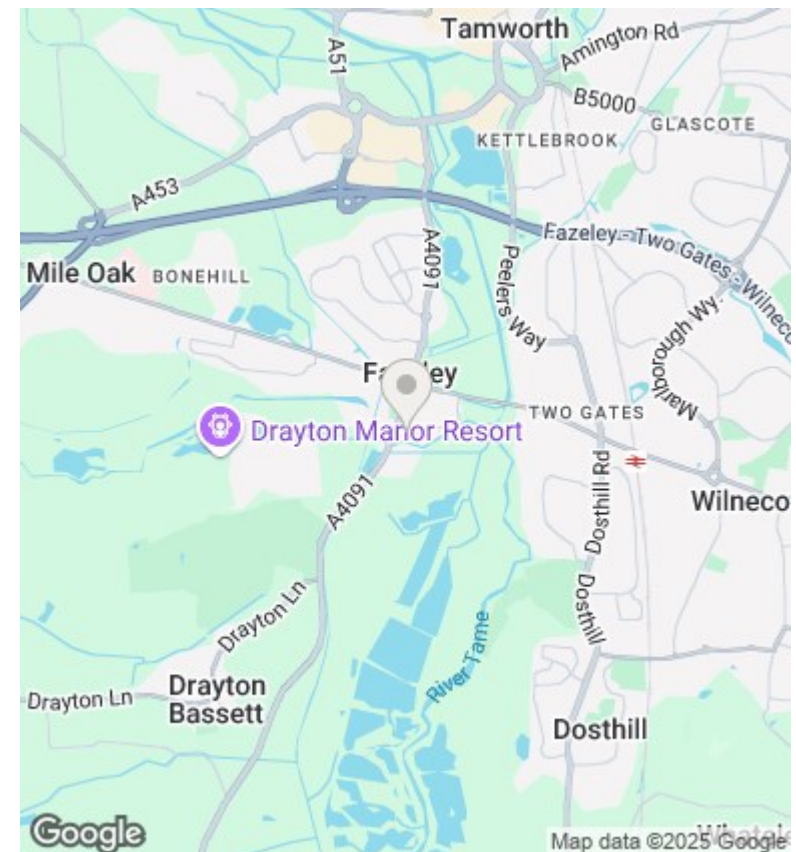 Tamworth
A51
Amington Rd
B5000
GLASCOTE
KETTLEBROOK
A453
A4091
Fazeley - Two Gates - Wilnec
Peelers Way
Mile Oak
BONEHILL
Marlborough Wy.
TWO GATES
Drayton Manor Resort
A4091
Dosthill Rd
Wilneco
Dosthill
Drayton Ln
River Tame
Drayton
Bassett
Drayton Ln
Dosthill
Google
Map data ©2025 Google